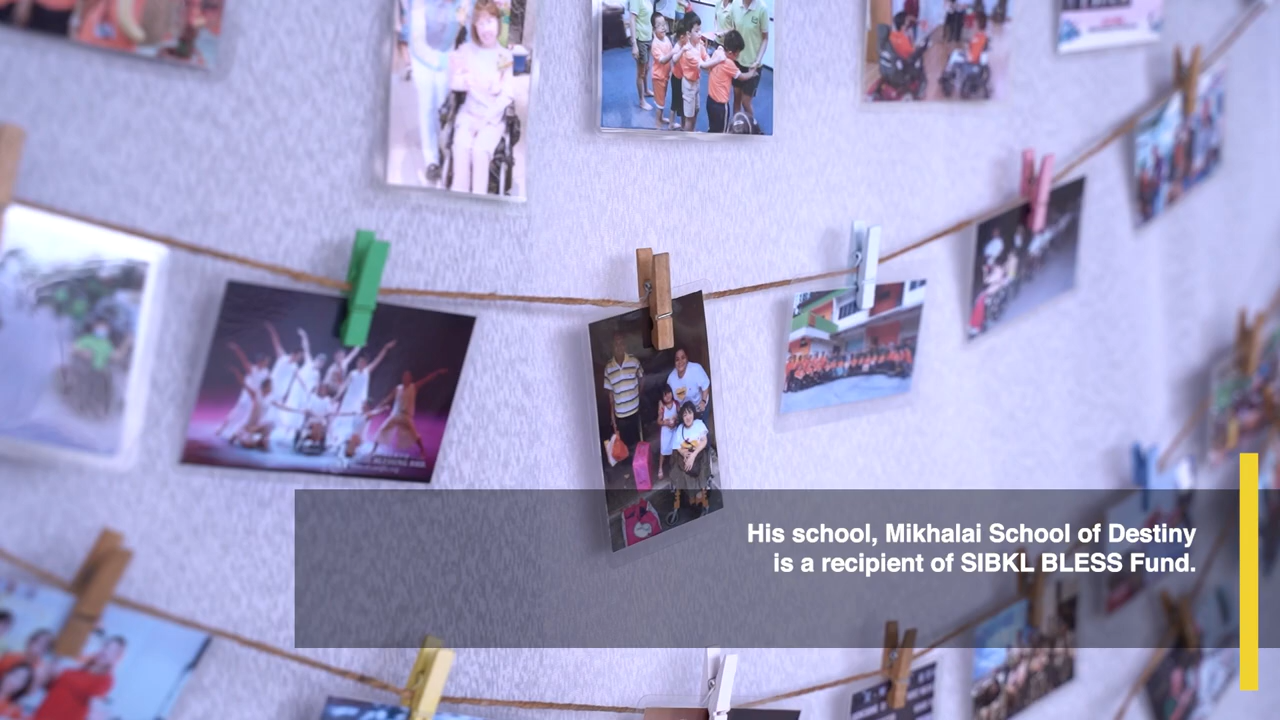 His school, Mikhalai School of Destiny
is a recipient of SIBKL BLESS Fund.